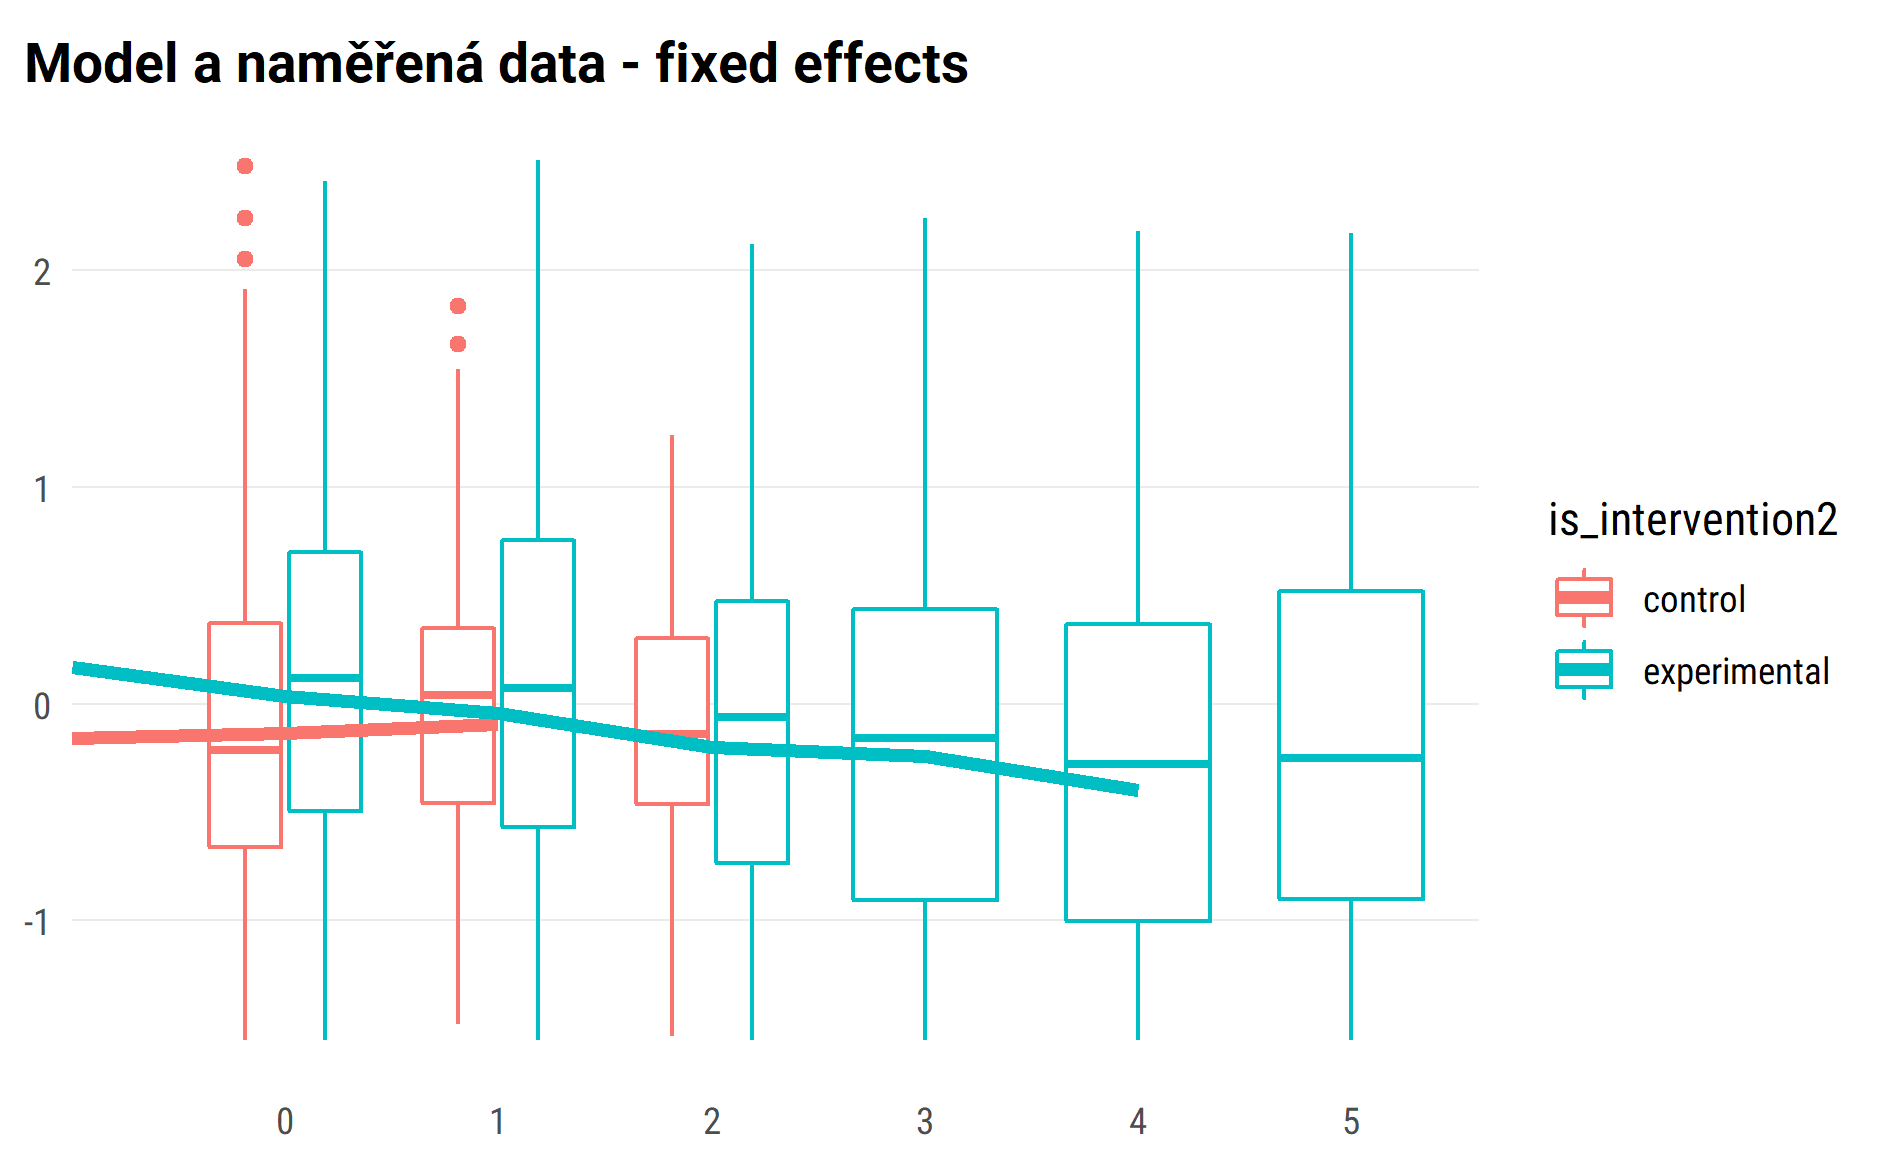 Model a naměřená data - fixed effects
2
1
0
-1
0 1 2 3 4 5
is_intervention2
control
experimental